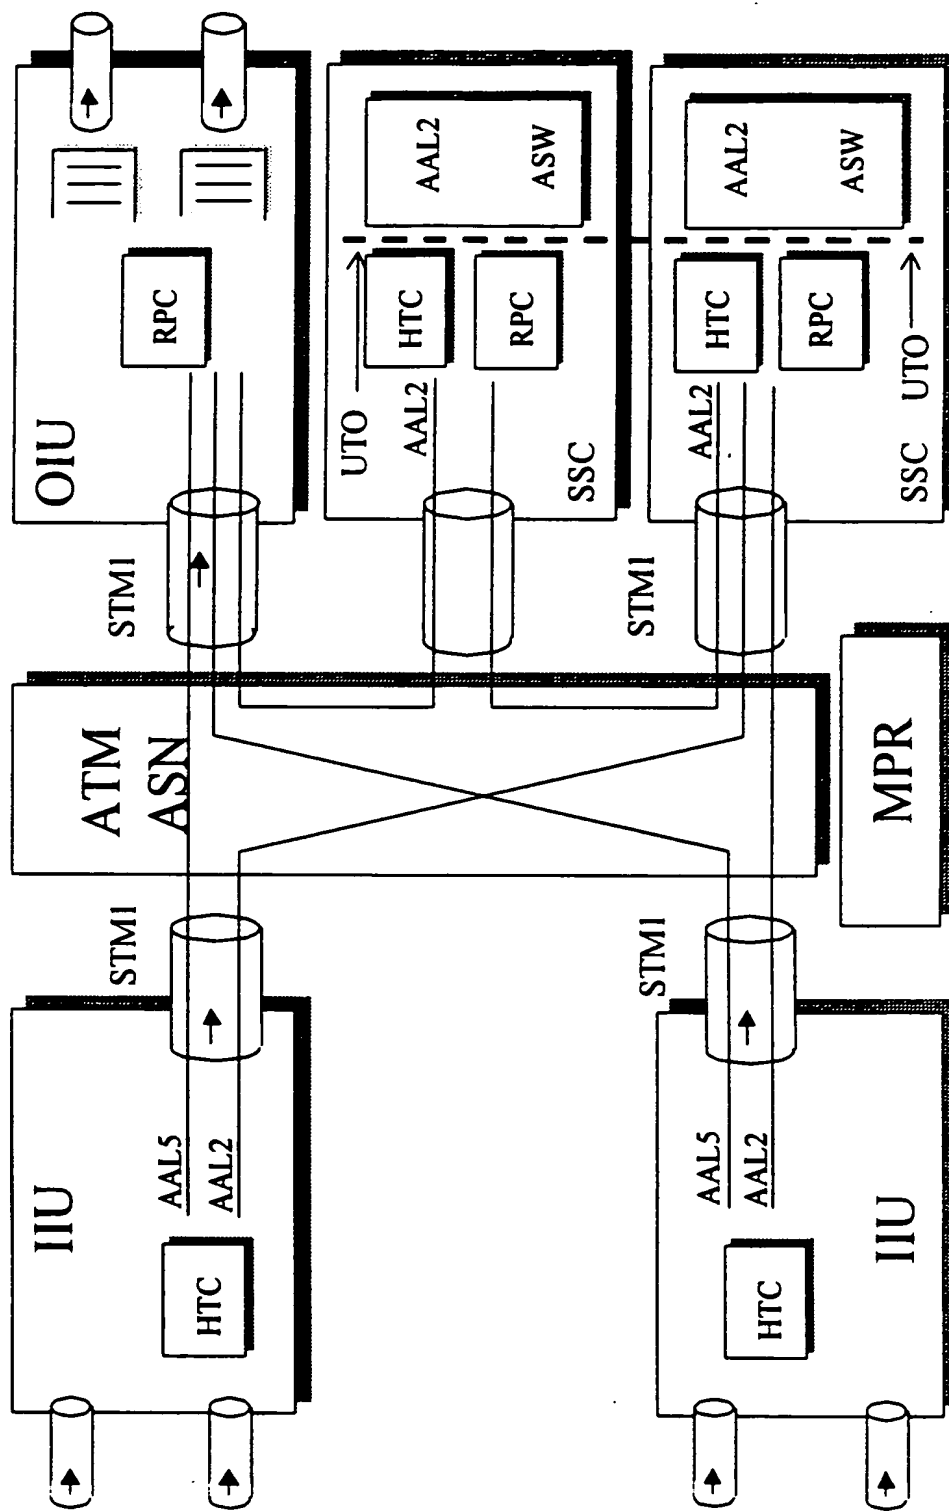 IIU
HTC
AAL5
AAL2
STM1
ATM
ASN
STM1
OIU
RPC
UTO
AAL2
HTC
RPC
AAL2
ASW
SSC
HTC
AAL5
AAL2
IIU
STM1
STM1
AAL2
HTC
RPC
AAL2
ASW
SSC
UTO
MPR